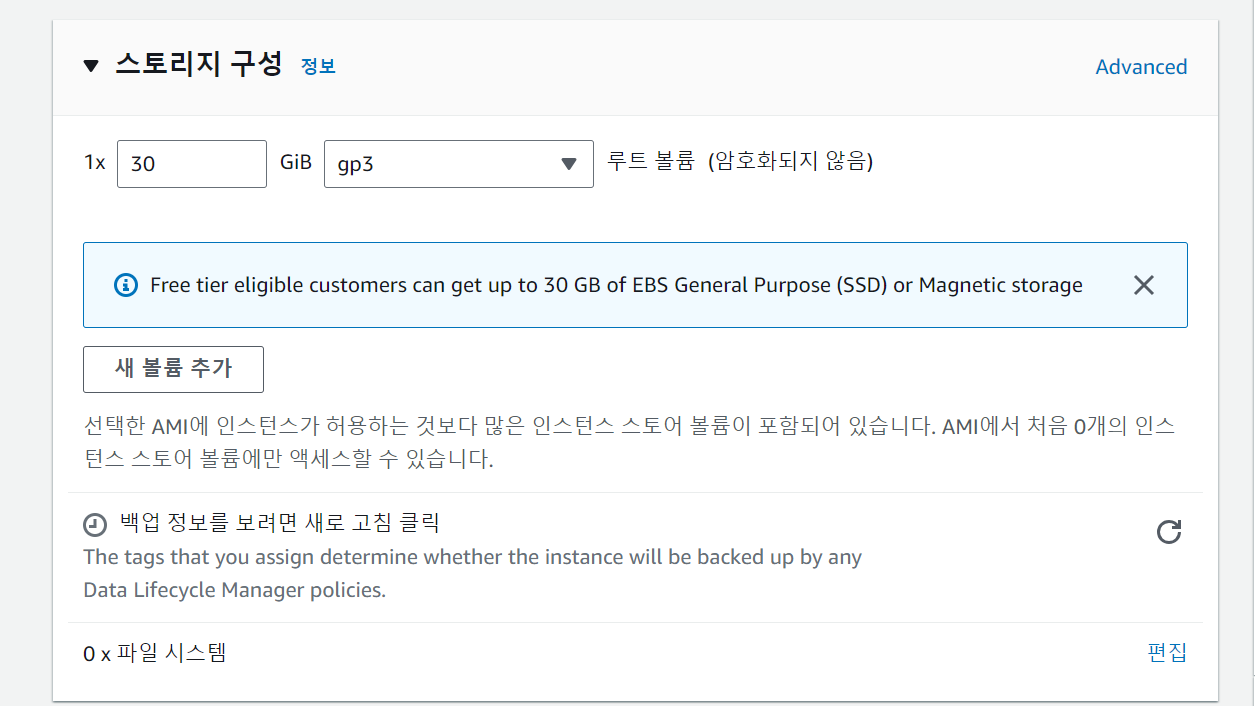 스토리지 구성 정보 Advanced
1x 30 GiB gp3 루트 볼륨 (암호화되지 않음)
Free tier eligible customers can get up to 30 GB of EBS General Purpose (SSD) or Magnetic storage
새 볼륨 추가
선택한 AMI에 인스턴스가 허용하는 것보다 많은 인스턴스 스토어 볼륨이 포함되어 있습니다. AMI에서 처음 0개의 인스
턴스 스토어 볼륨에만 액세스할 수 있습니다.
백업 정보를 보려면 새로 고침 클릭
The tags that you assign determine whether the instance will be backed up by any
Data Lifecycle Manager policies.
0 x 파일 시스템 편집